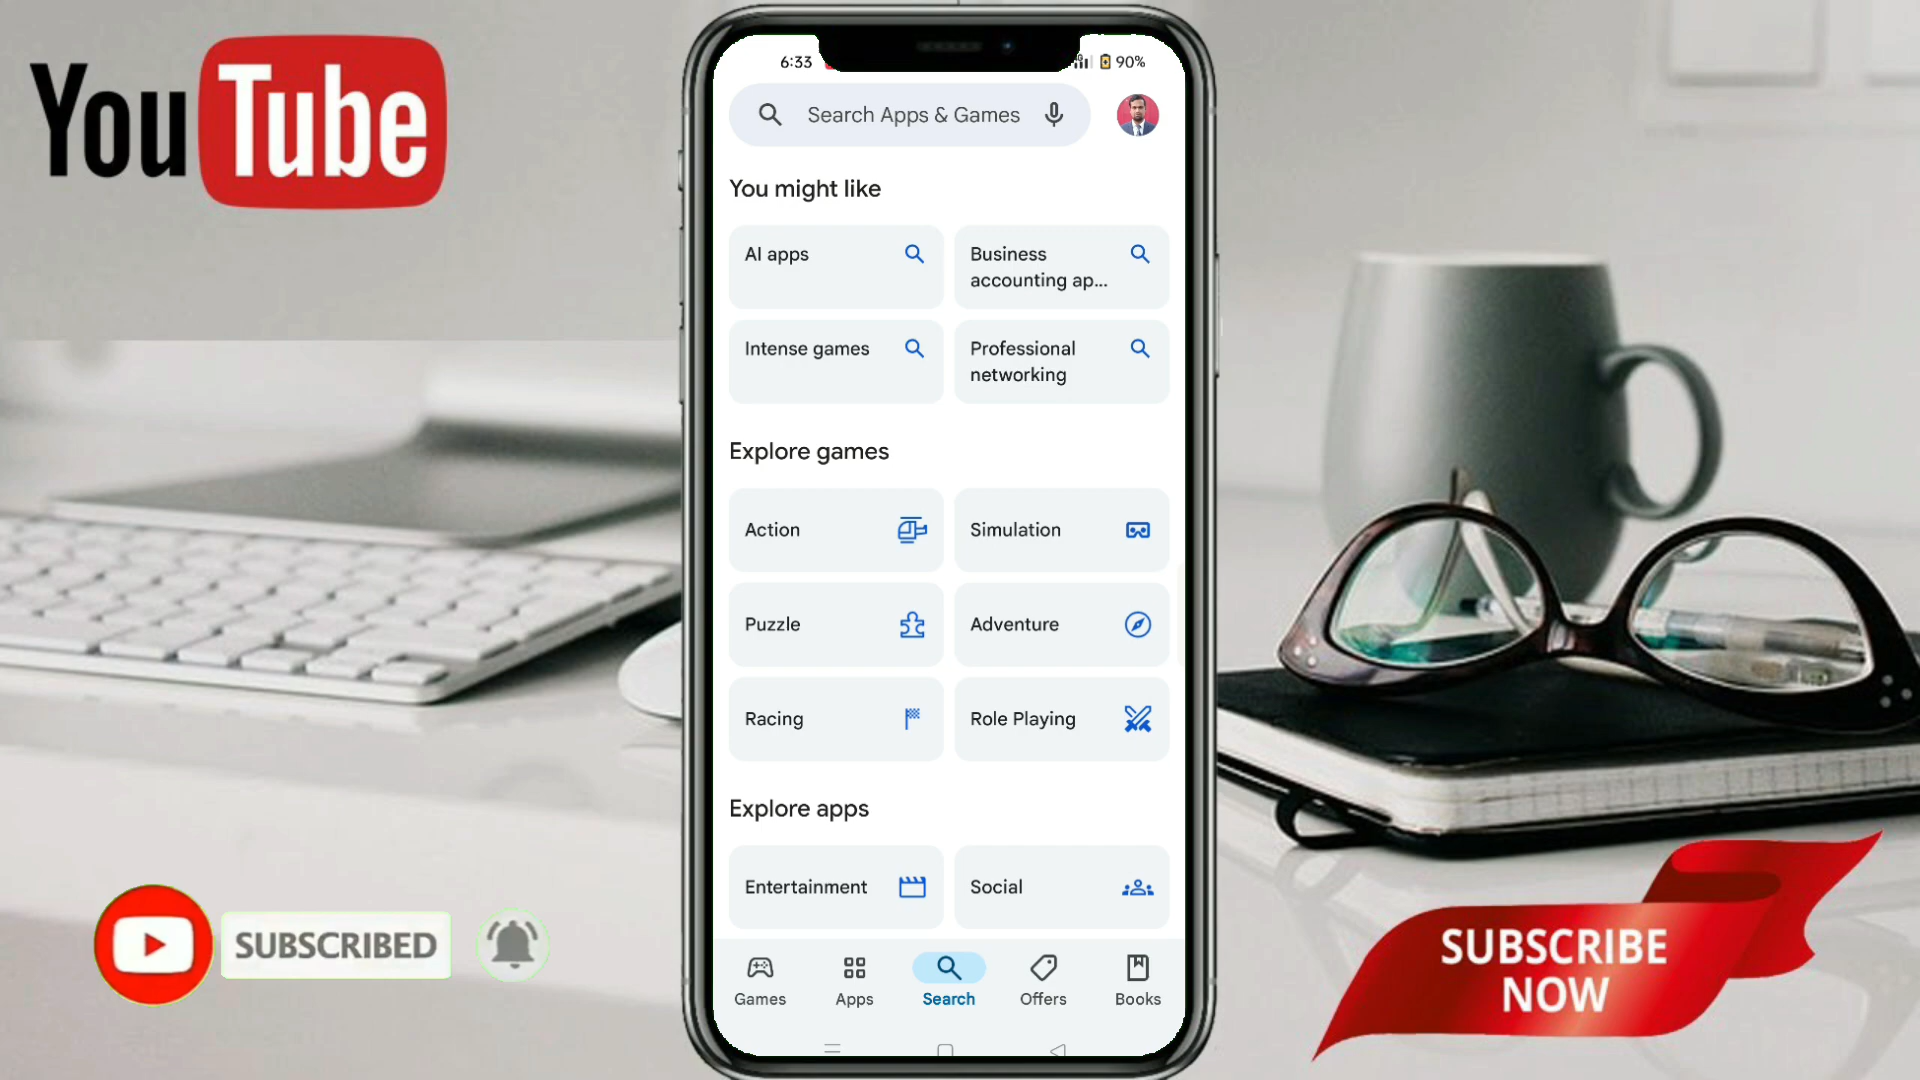 YouTube
6:33
90%
Search Apps & Games
You might like
AI apps
Business
accounting ap...
Intense games
Professional
networking
Explore games
Action
Simulation
Puzzle
Adventure
Racing
Role Playing
Explore apps
Entertainment
Social
Games
Apps
Search
Offers
Books
SUBSCRIBED
SUBSCRIBE
NOW